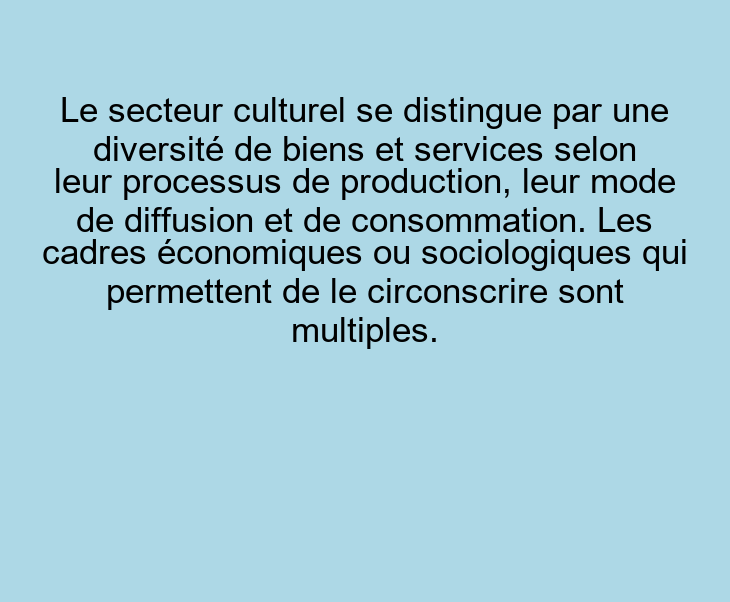 Le secteur culturel se distingue par une
diversité de biens et services selon
leur processus de production, leur mode
de diffusion et de consommation. Les
cadres économiques ou sociologiques qui
permettent de le circonscrire sont
multiples.